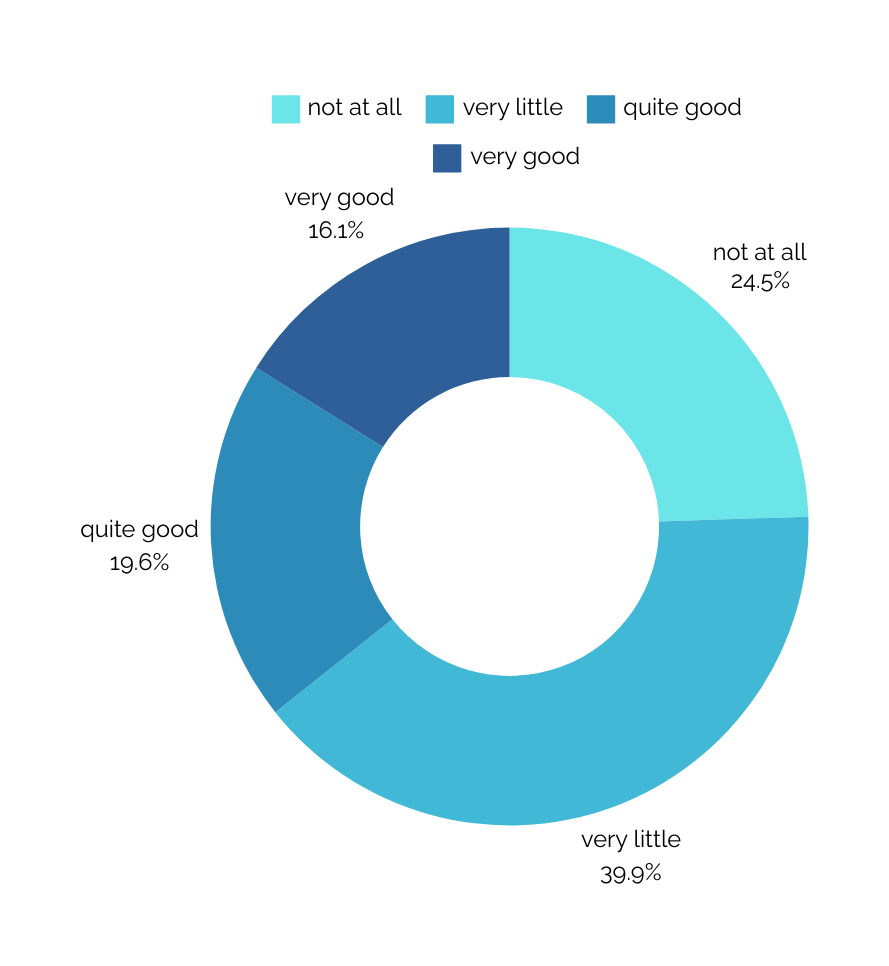 not at all very little quite good
very good
very good
16.1%
not at all
24.5%
quite good
19.6%
very little
39.9%